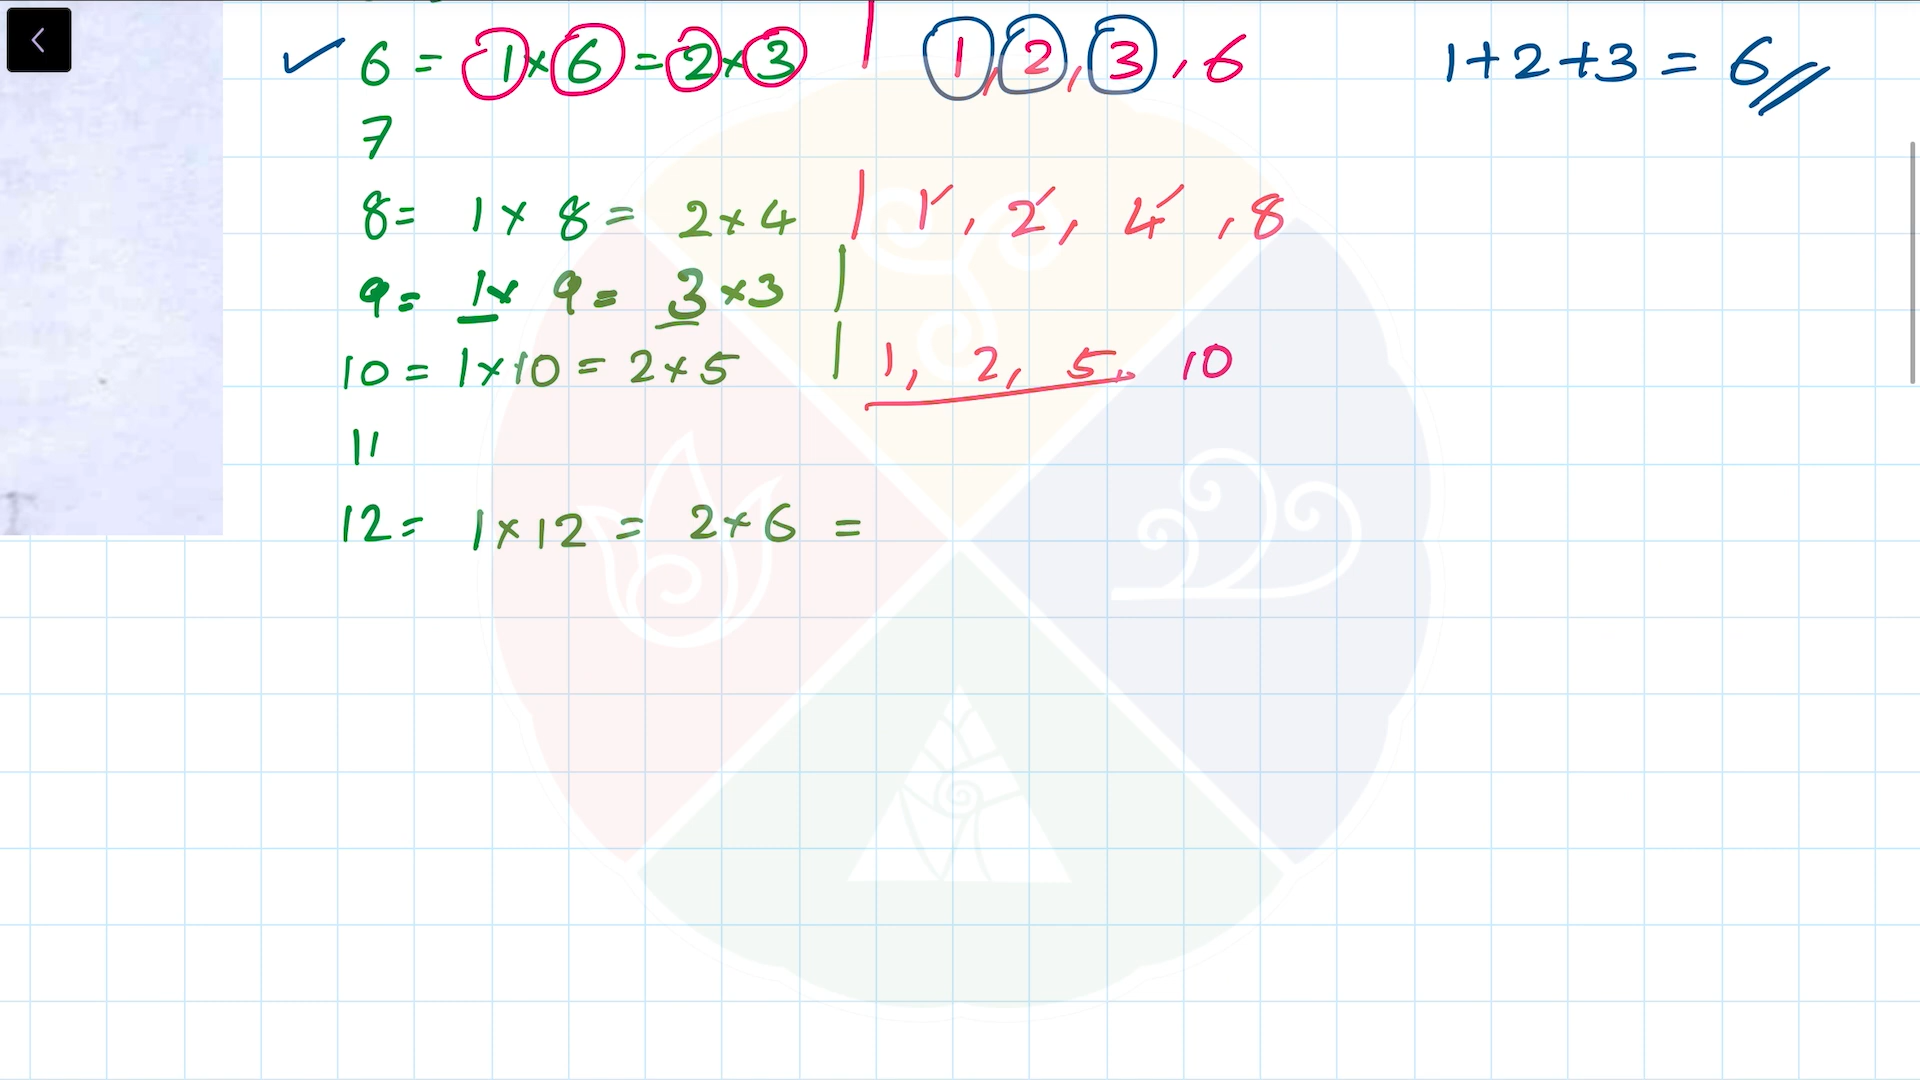 ✓ 6 = 1×6 = 2×3 | 1, 2, 3, 6 1+2+3 = 6
7
8= 1× 8 = 2×4 | 1, 2, 4, 8
9= 1× 9 = 3×3 |
10 = 1×10 = 2×5 | 1, 2, 5, 10
11
12= 1×12 = 2×6 =